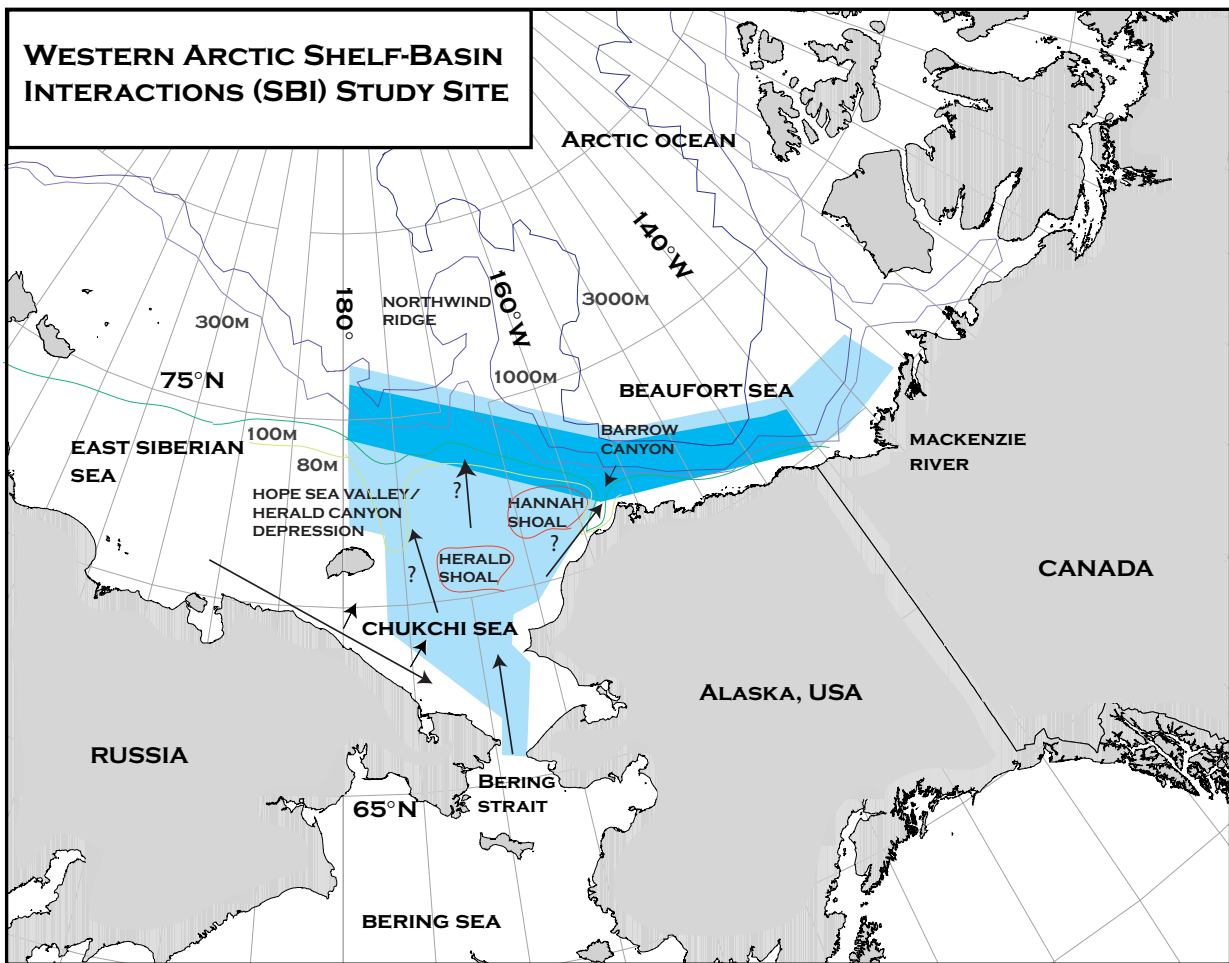 WESTERN ARCTIC SHELF-BASIN
INTERACTIONS (SBI) STUDY SITE
ARCTIC OCEAN
140°W
160°W
180°
NORTHWIND
RIDGE
3000M
300M
75°N
1000M
BEAUFORT SEA
BARROW
CANYON
MACKENZIE
RIVER
100M
EAST SIBERIAN
SEA
80M
HOPE SEA VALLEY/
HERALD CANYON
DEPRESSION
?
HANNAH
SHOAL
?
HERALD
SHOAL
?
CANADA
CHUKCHI SEA
ALASKA, USA
RUSSIA
BERING
STRAIT
65°N
BERING SEA